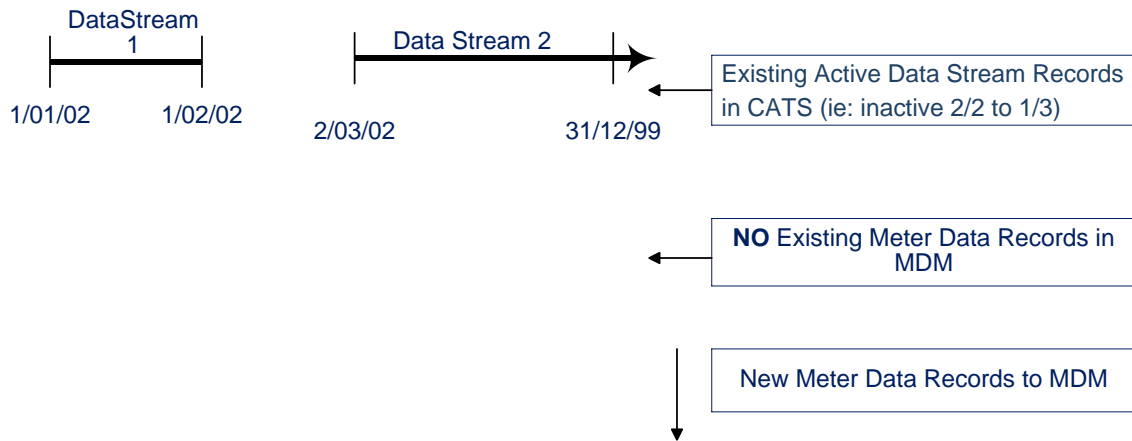 DataStream
1
Data Stream 2
1/01/02
1/02/02
2/03/02
31/12/99
Existing Active Data Stream Records
in CATS (ie: inactive 2/2 to 1/3)
NO Existing Meter Data Records in
MDM
New Meter Data Records to MDM